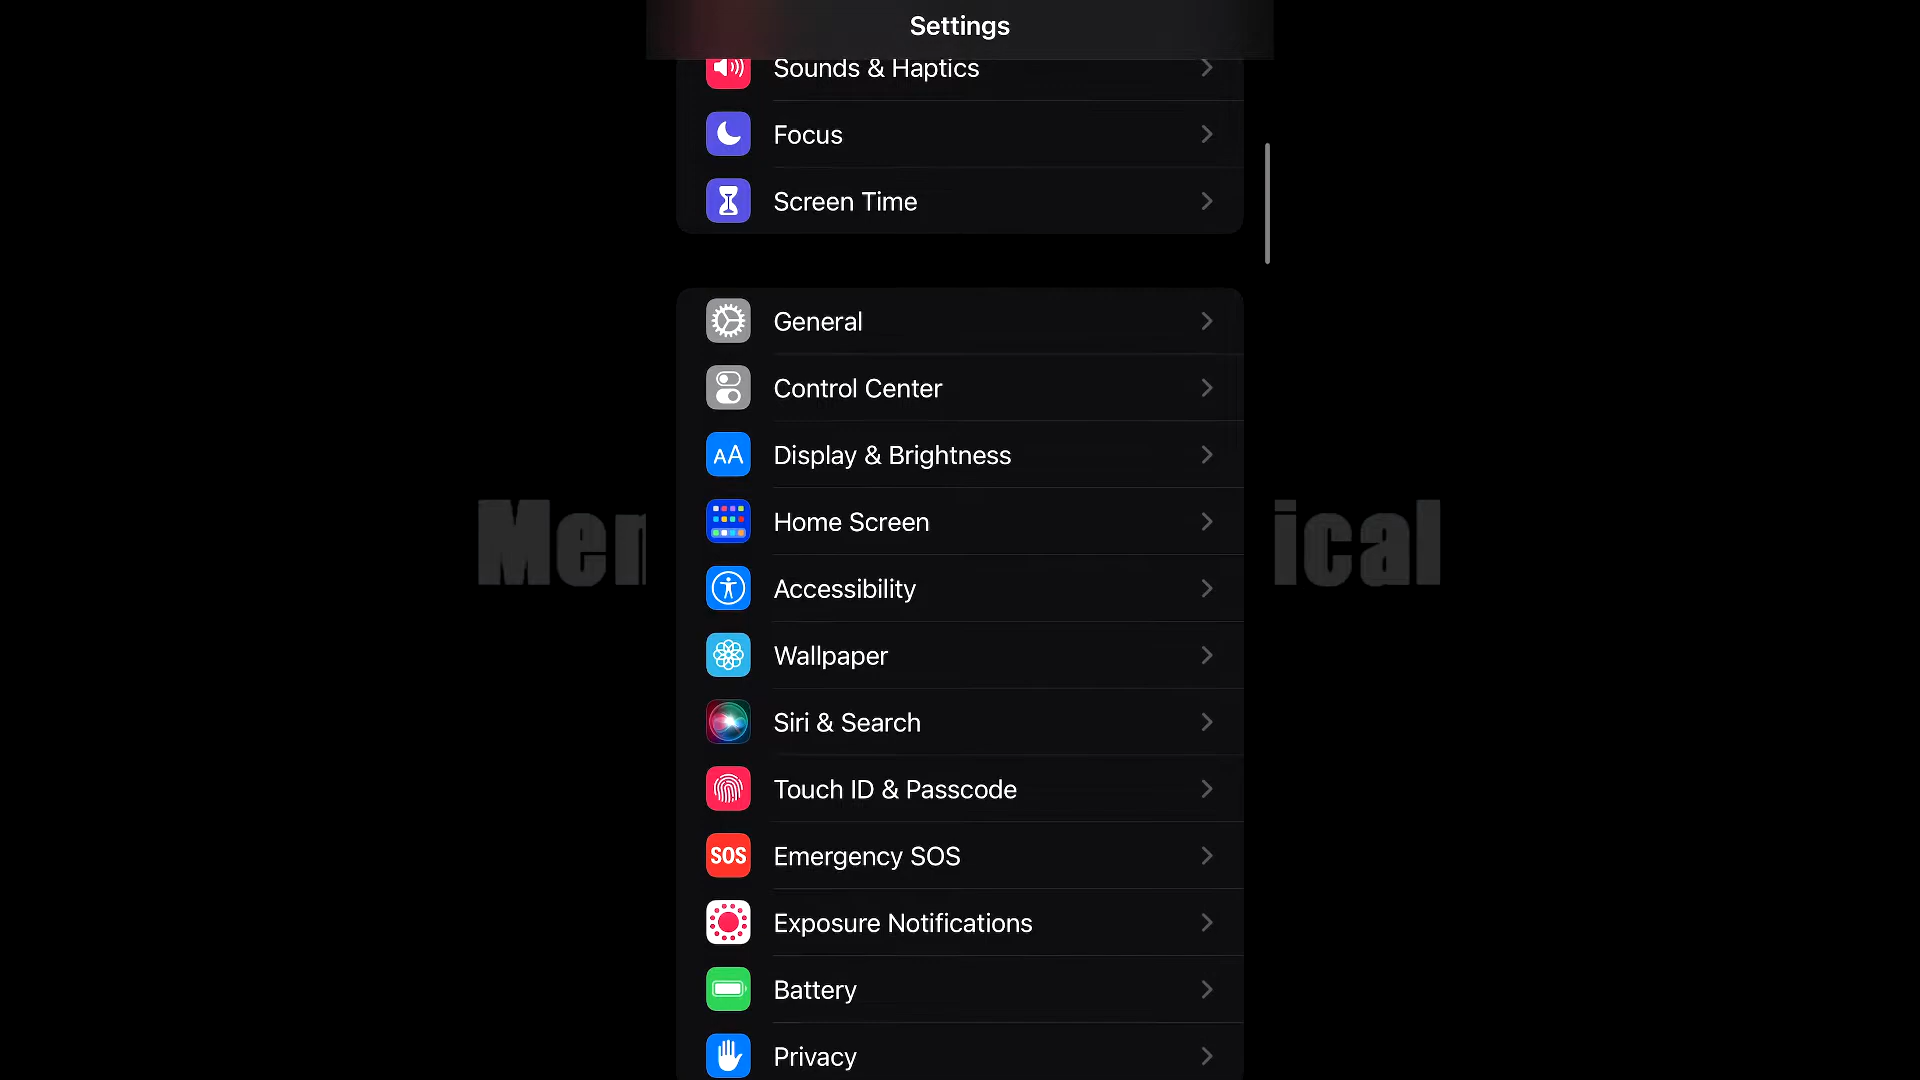 Settings
Sounds & Haptics
Focus
Screen Time
General
Control Center
AA Display & Brightness
Home Screen
Accessibility
Wallpaper
Siri & Search
Touch ID & Passcode
SOS Emergency SOS
Exposure Notifications
Battery
Privacy